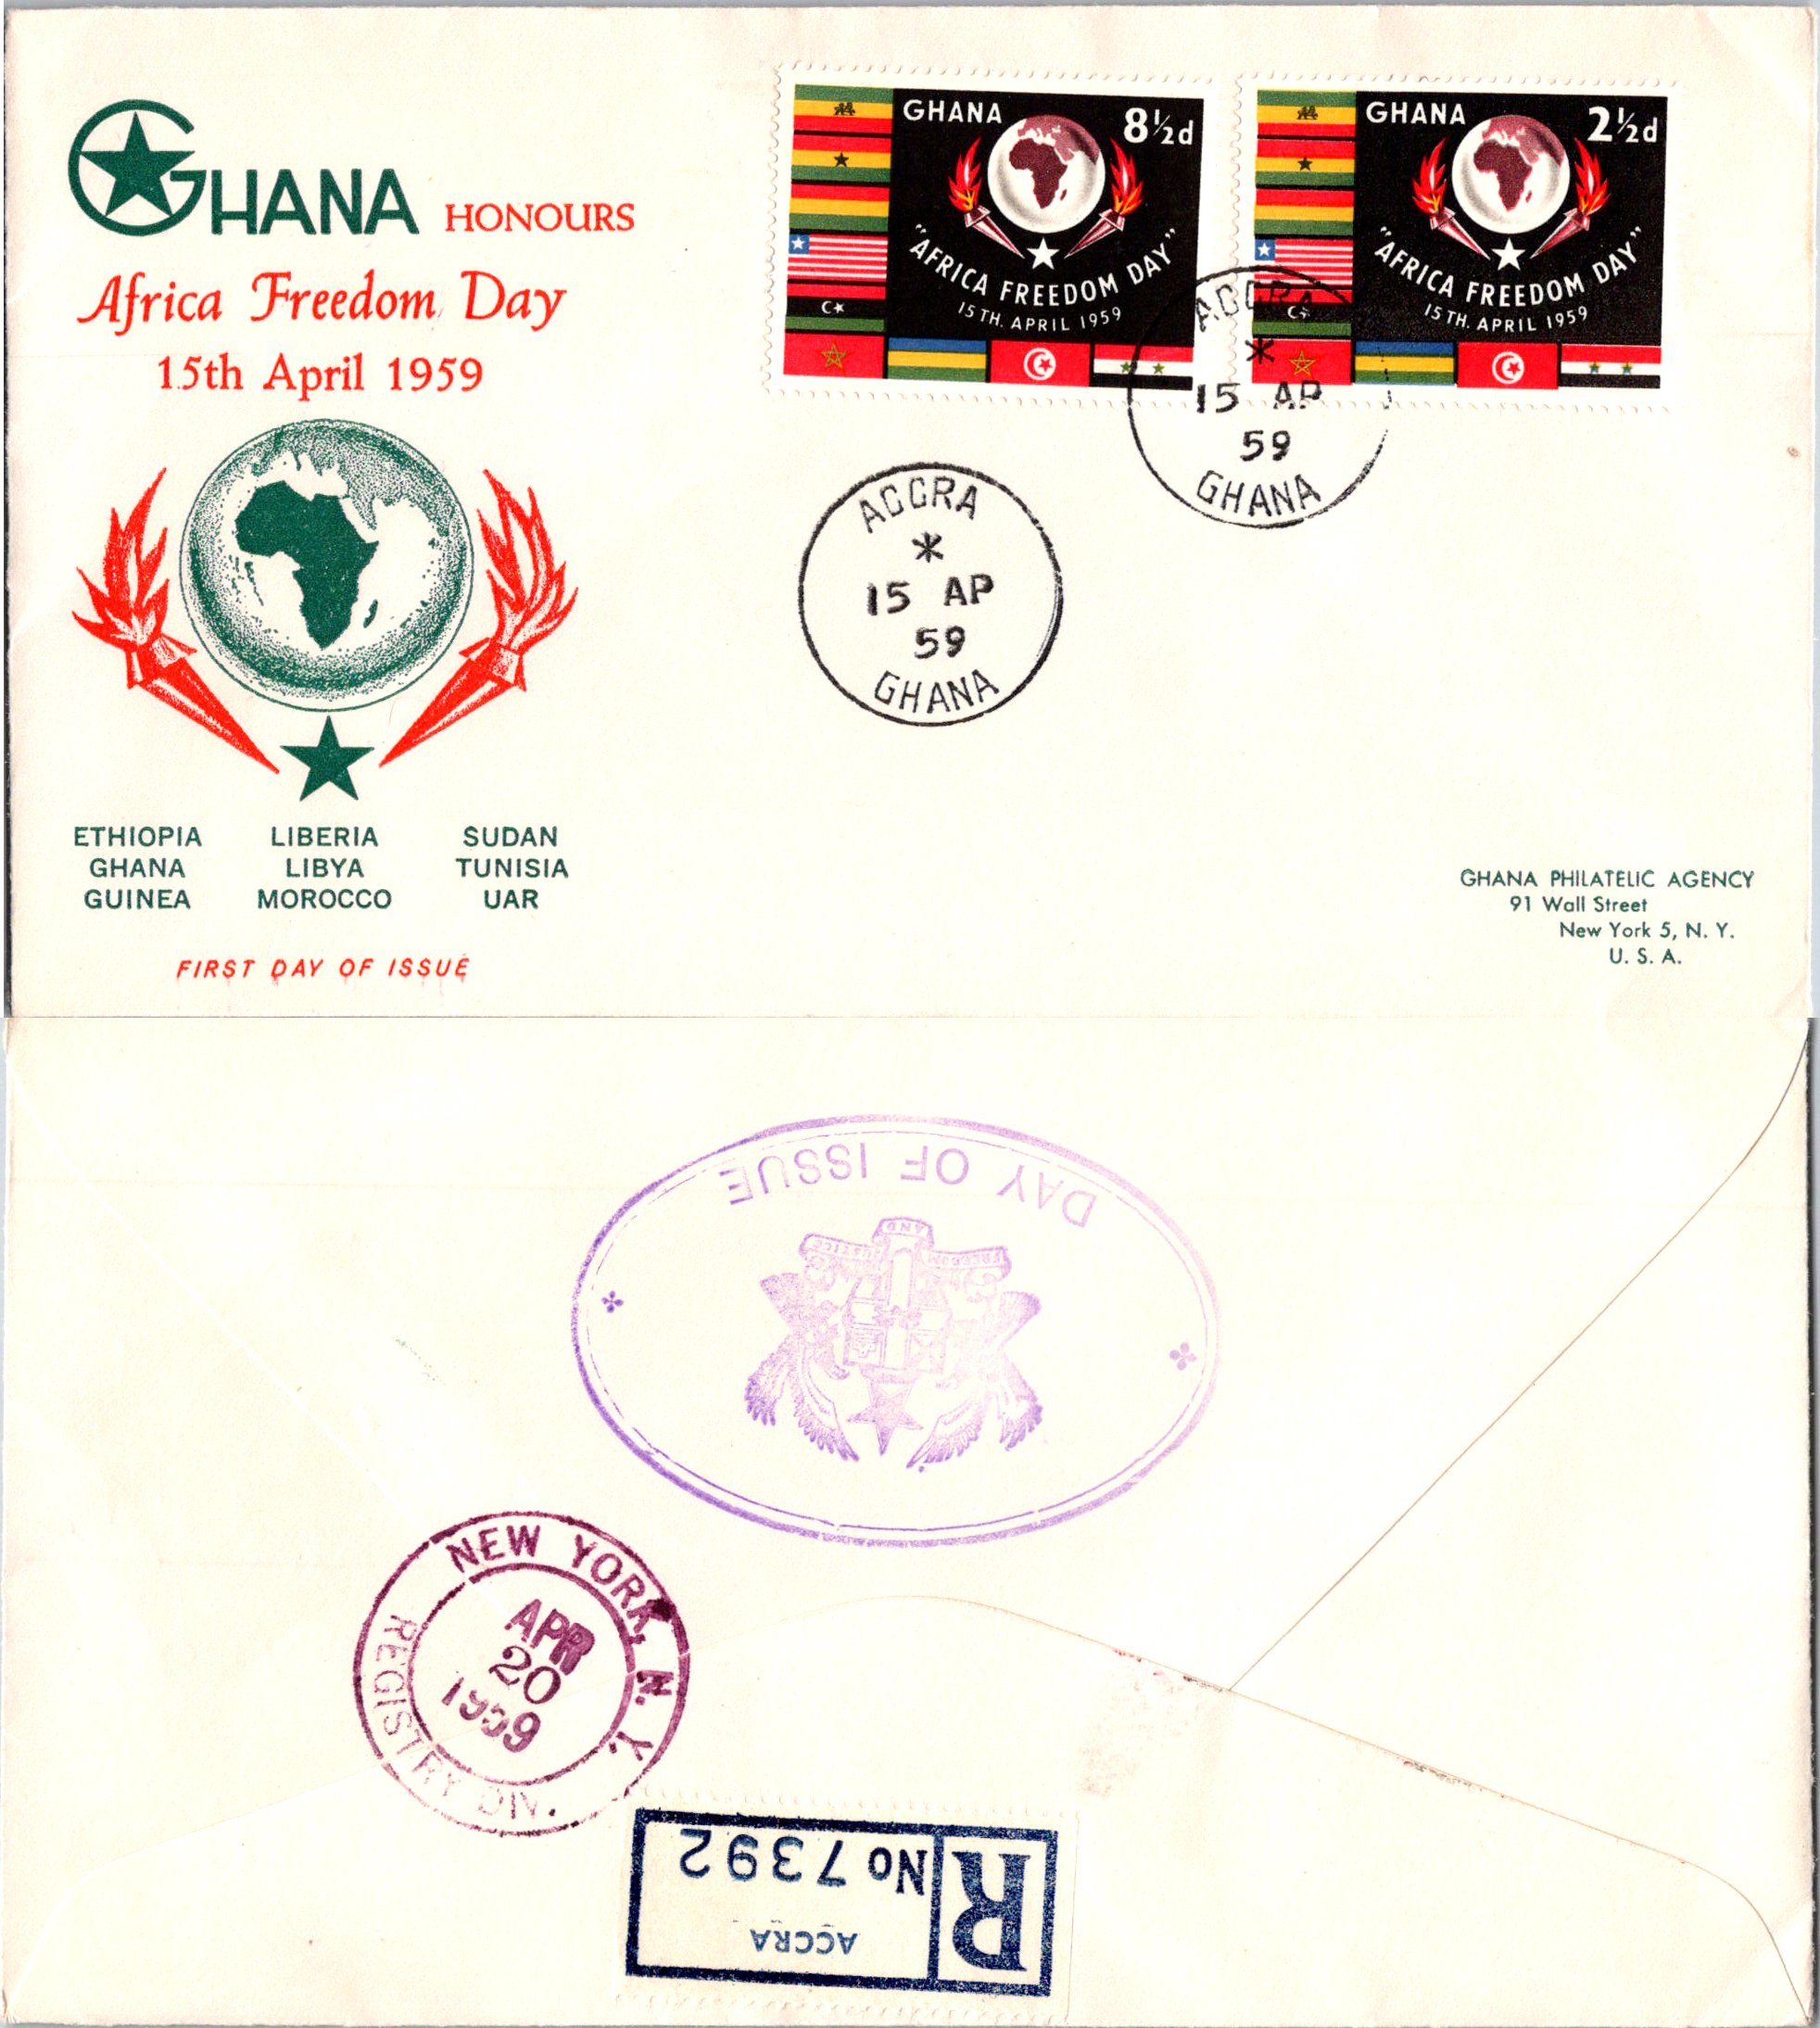 GHANA HONOURS
Africa Freedom Day
15th April 1959
ETHIOPIA LIBERIA SUDAN
GHANA LIBYA TUNISIA
GUINEA MOROCCO UAR
FIRST DAY OF ISSUE
GHANA 8½d
"AFRICA FREEDOM DAY"
15TH. APRIL 1959
GHANA 2½d
"AFRICA FREEDOM DAY"
15TH. APRIL 1959
ACCRA
15 AP
59
GHANA
ACCRA
15 AP
59
GHANA
GHANA PHILATELIC AGENCY
91 Wall Street
New York 5, N. Y.
U. S. A.
DAY OF ISSUE
FREEDOM AND JUSTICE
NEW YORK, N. Y.
APR
20
1959
REGISTRY DIV.
R No 7392
ACCRA